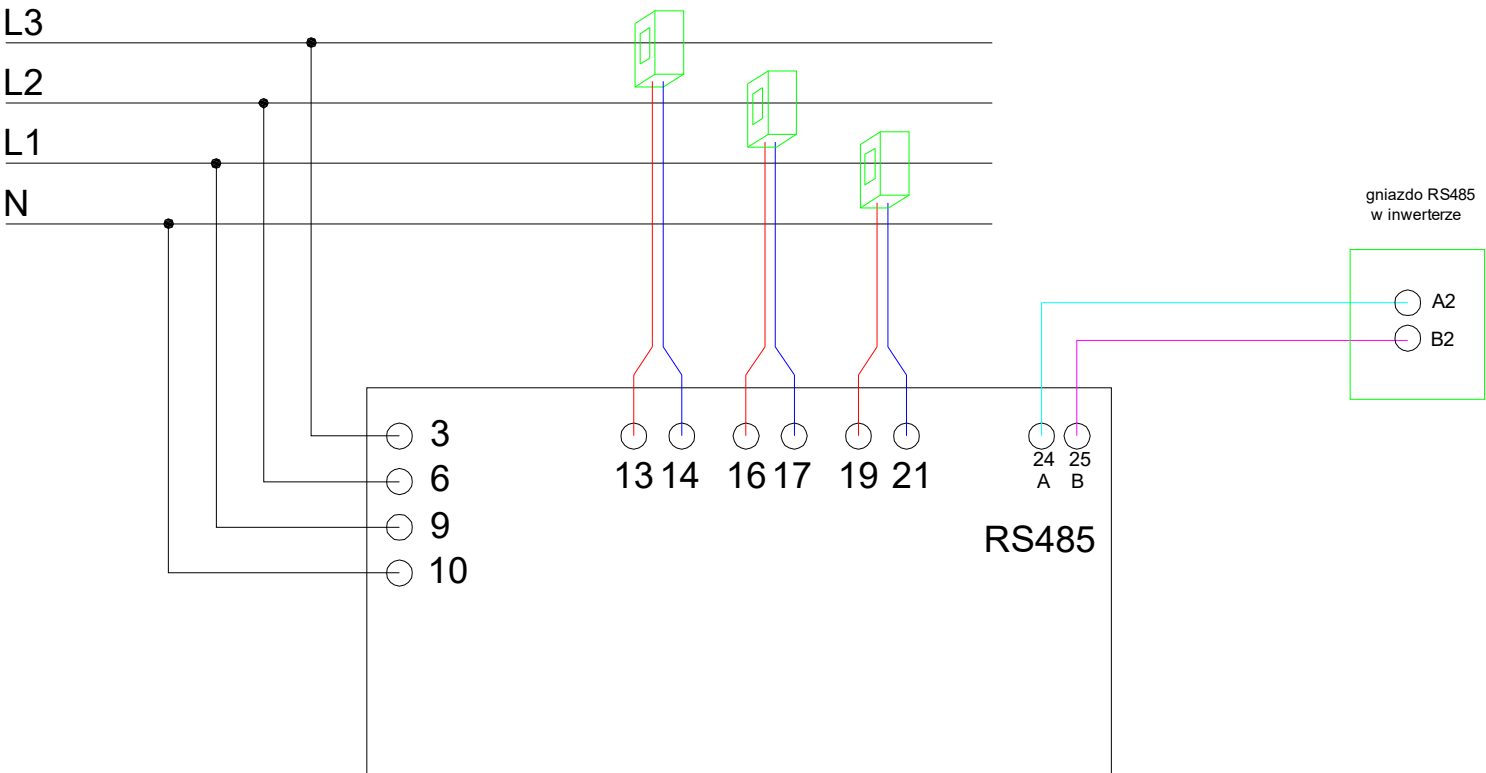 L3
L2
L1
N
gniazdo RS485
w inwerterze
A2
B2
3
6
9
10
13 14 16 17 19 21
24 25
A B
RS485